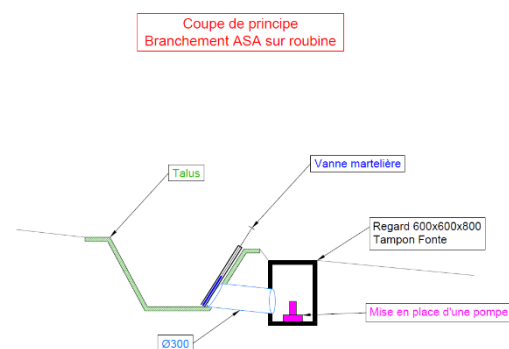 Coupe de principe
Branchement ASA sur roubine
Vanne martelière
Talus
Regard 600x600x800
Tampon Fonte
Mise en place d'une pompe
Ø300